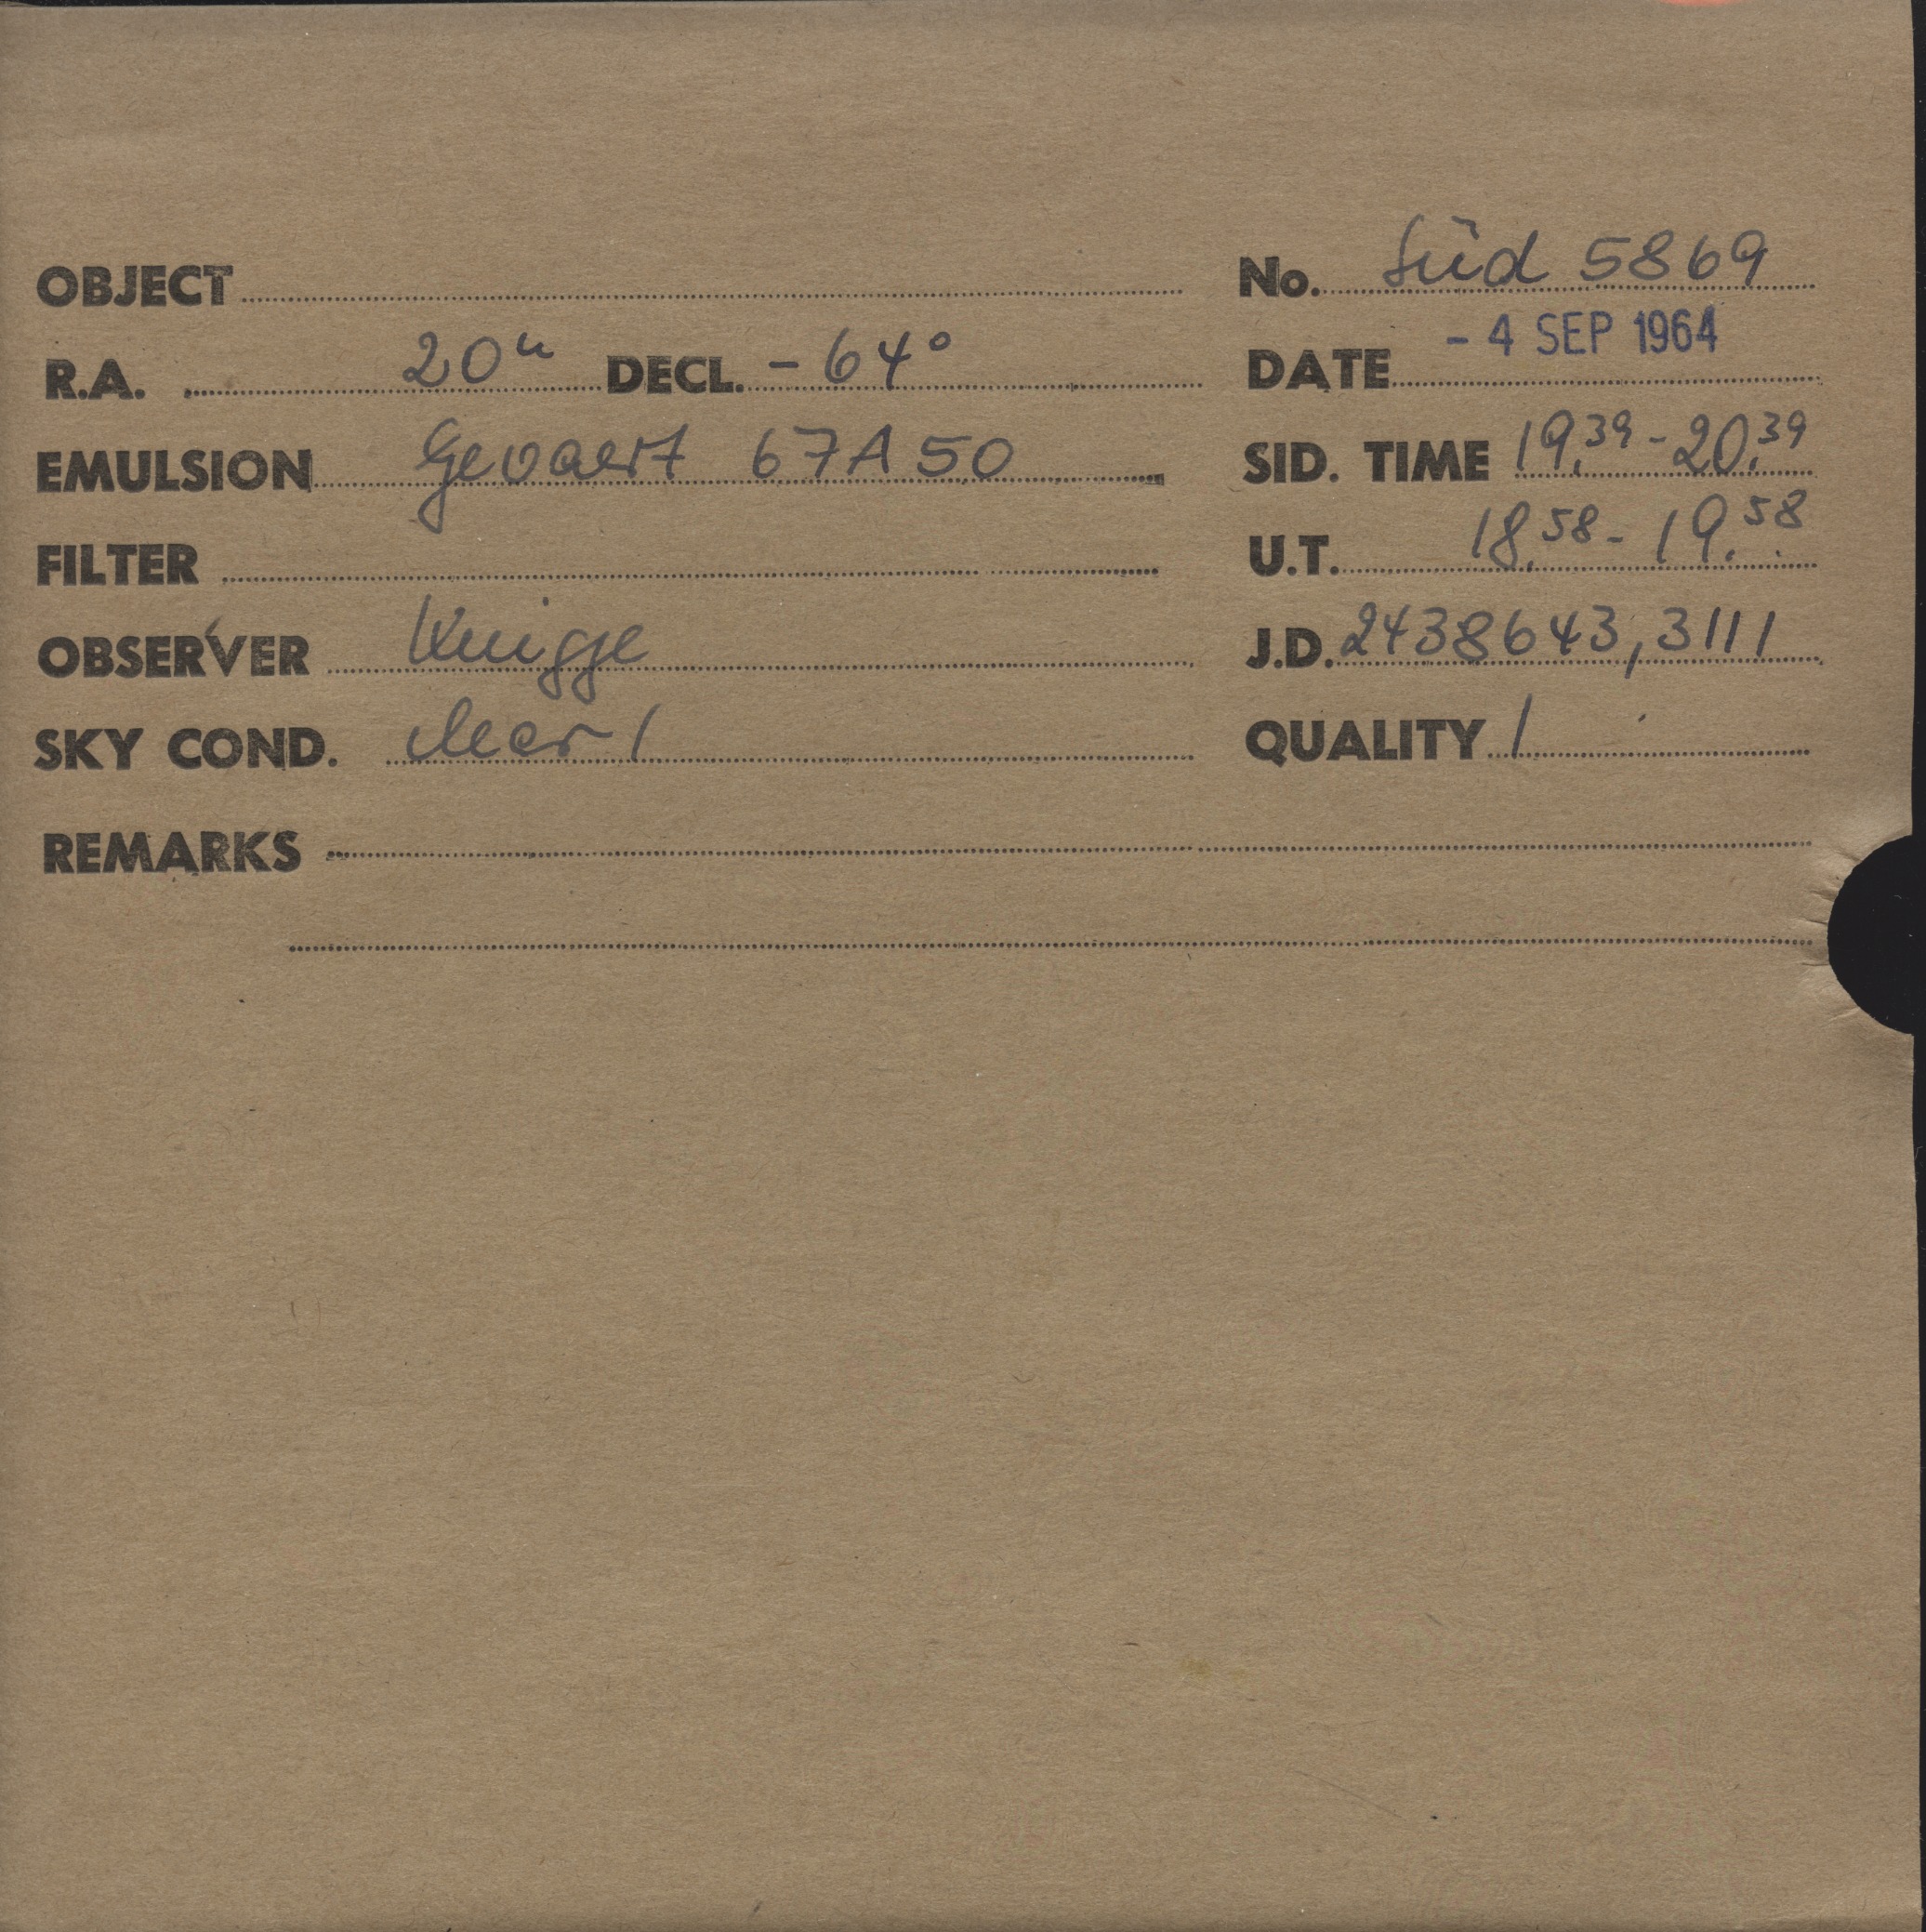 OBJECT No. Süd 5869
R.A. 20h DECL. -64° DATE - 4 SEP 1964
EMULSION Gevaert 67A50 SID. TIME 19.39-20.39
FILTER U.T. 18.58-19.58
OBSERVER Knigge J.D. 2438643,3111
SKY COND. clear 1 QUALITY 1
REMARKS